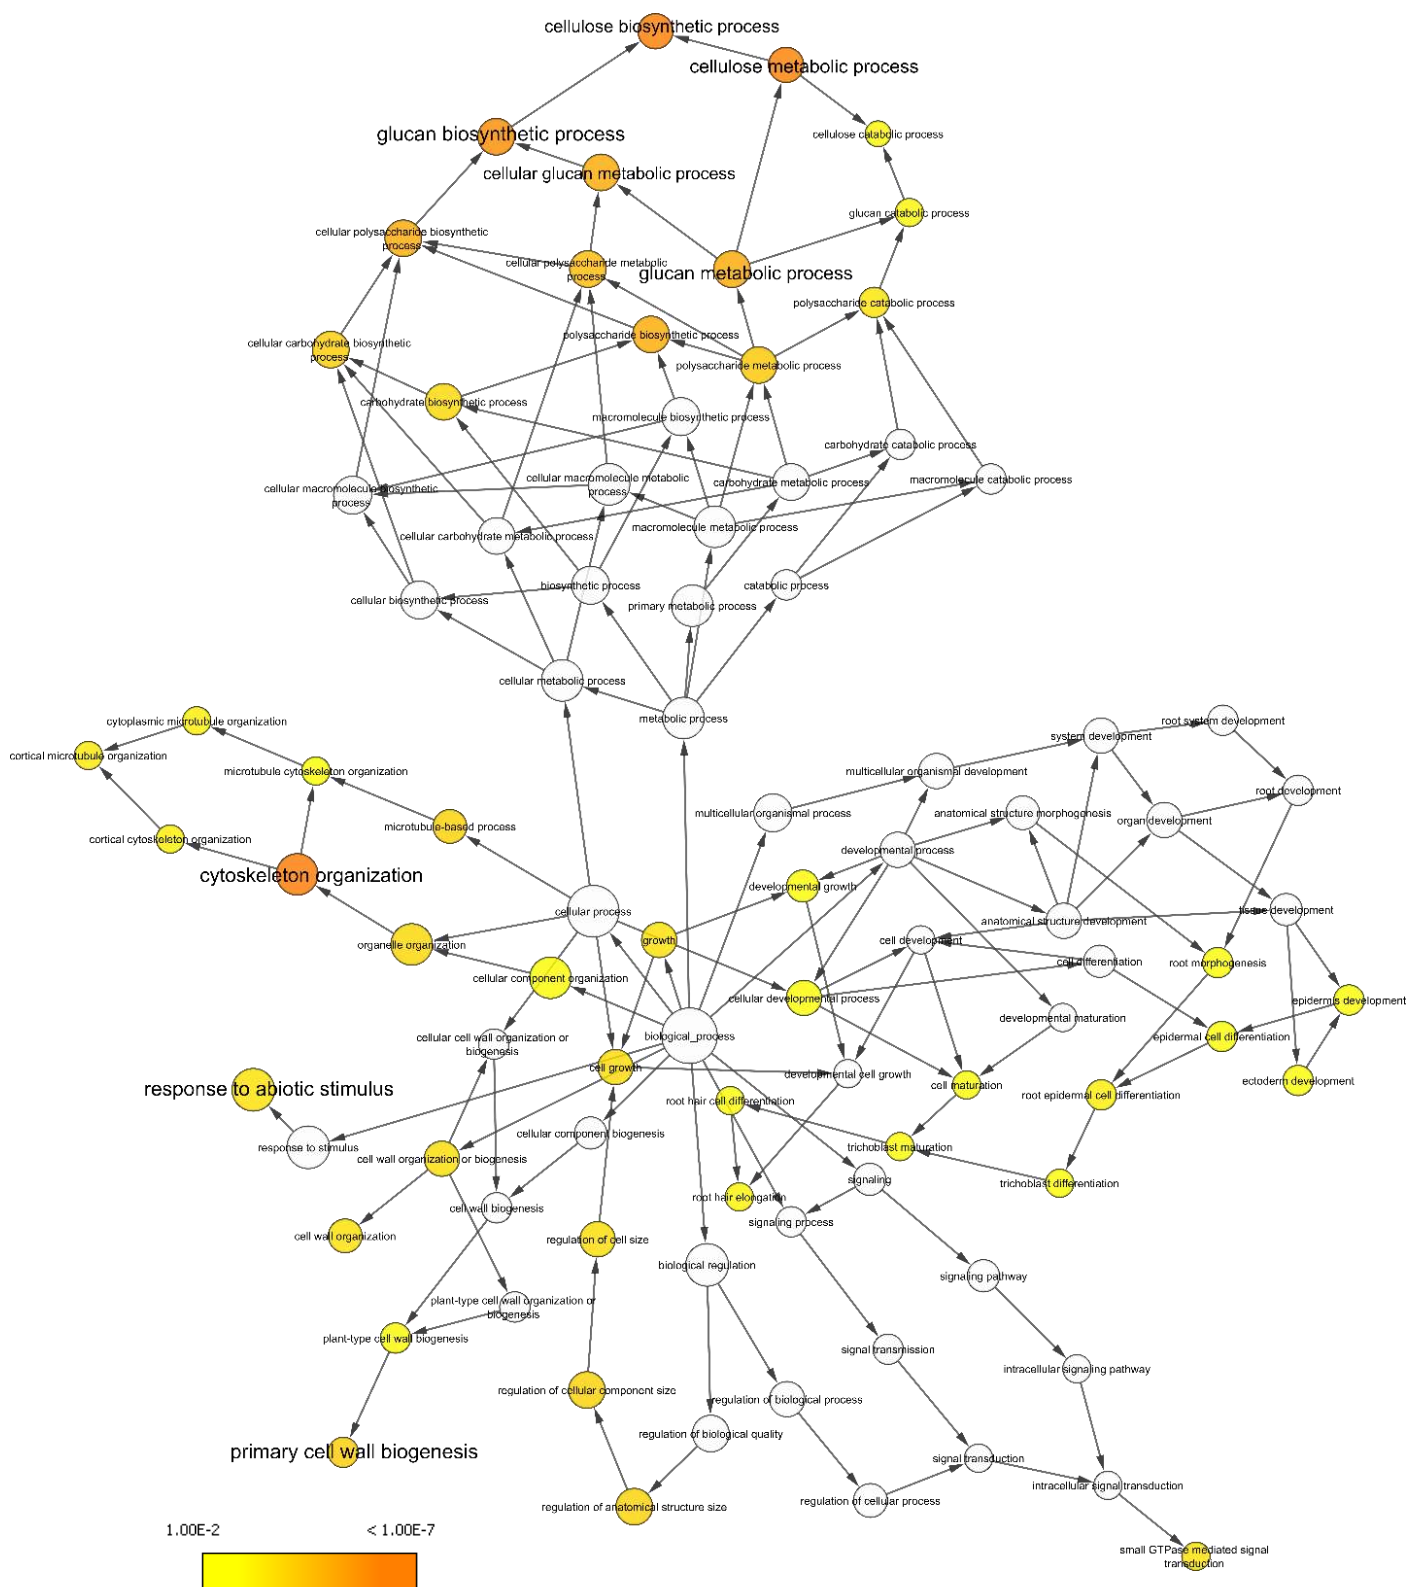 cellulose biosynthetic process
cellulose metabolic process
glucan biosynthetic process
cellulose catabolic process
cellular glucan metabolic process
glucan catabolic process
cellular polysaccharide biosynthetic
process
cellular polysaccharide metabolic
process
glucan metabolic process
polysaccharide catabolic process
polysaccharide biosynthetic process
cellular carbohydrate biosynthetic
process
polysaccharide metabolic process
carbohydrate biosynthetic process
macromolecule biosynthetic process
carbohydrate catabolic process
cellular macromolecule biosynthetic
process
cellular macromolecule metabolic
process
carbohydrate metabolic process
macromolecule catabolic process
cellular carbohydrate metabolic process
macromolecule metabolic process
cellular biosynthetic process
biosynthetic process
primary metabolic process
catabolic process
cellular metabolic process
metabolic process
cytoplasmic microtubule organization
cortical microtubule organization
microtubule cytoskeleton organization
cortical cytoskeleton organization
microtubule-based process
cytoskeleton organization
root system development
system development
multicellular organismal development
root development
multicellular organismal process
anatomical structure morphogenesis
organ development
developmental process
developmental growth
cellular process
anatomical structure development
tissue development
organelle organization
growth
cell development
cell differentiation
root morphogenesis
cellular component organization
cellular developmental process
epidermis development
developmental maturation
cellular cell wall organization or
biogenesis
biological_process
epidermal cell differentiation
cell growth
developmental cell growth
cell maturation
ectoderm development
response to abiotic stimulus
root hair cell differentiation
root epidermal cell differentiation
response to stimulus
cellular component biogenesis
cell wall organization or biogenesis
trichoblast maturation
signaling
trichoblast differentiation
cell wall biogenesis
root hair elongation
signaling process
cell wall organization
regulation of cell size
biological regulation
signaling pathway
plant-type cell wall organization or
biogenesis
plant-type cell wall biogenesis
signal transmission
intracellular signaling pathway
regulation of cellular component size
regulation of biological process
primary cell wall biogenesis
regulation of biological quality
signal transduction
intracellular signal transduction
regulation of anatomical structure size
regulation of cellular process
small GTPase mediated signal
transduction
1.00E-2
< 1.00E-7